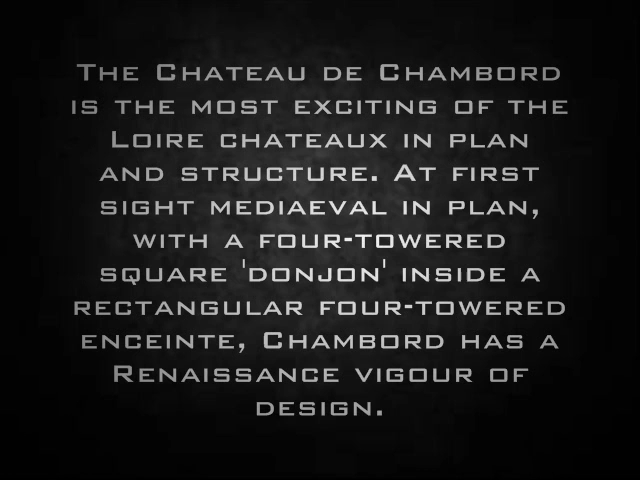 The Chateau de Chambord
is the most exciting of the
Loire chateaux in plan
and structure. At first
sight mediaeval in plan,
with a four-towered
square 'donjon' inside a
rectangular four-towered
enceinte, Chambord has a
Renaissance vigour of
design.